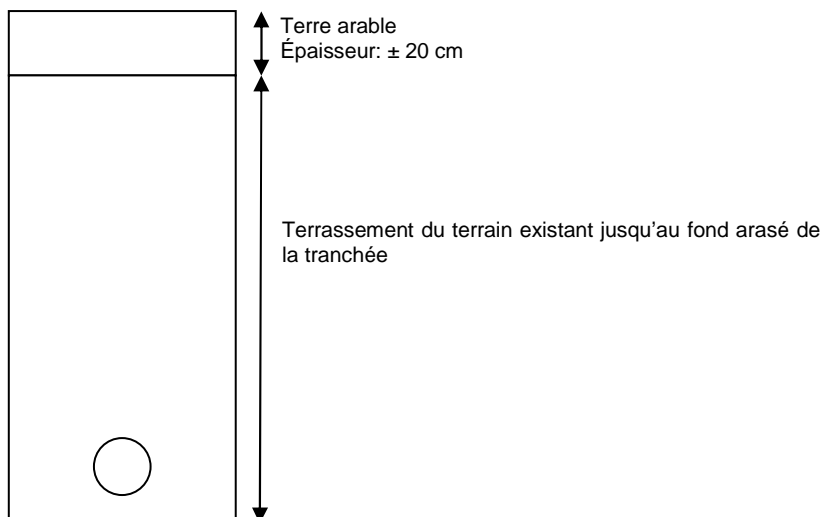 Terre arable
Épaisseur: ± 20 cm
Terrassement du terrain existant jusqu'au fond arasé de
la tranchée